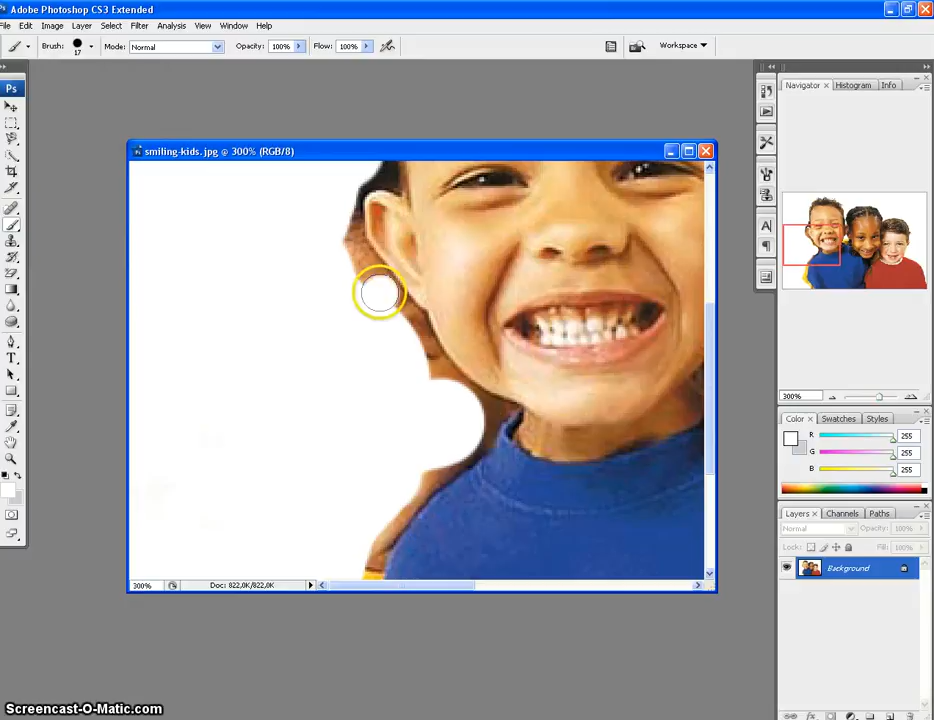 Adobe Photoshop CS3 Extended
File Edit Image Layer Select Filter Analysis View Window Help
Brush: 17 Mode: Normal Opacity: 100% Flow: 100% Workspace
Ps
smiling-kids.jpg @ 300% (RGB/8)
Navigator × Histogram Info
300%
Color × Swatches Styles
R 255
G 255
B 255
Layers × Channels Paths
Normal Opacity: 100%
Lock: Fill: 100%
Background
300% Doc: 822,0K/822,0K
Screencast-O-Matic.com